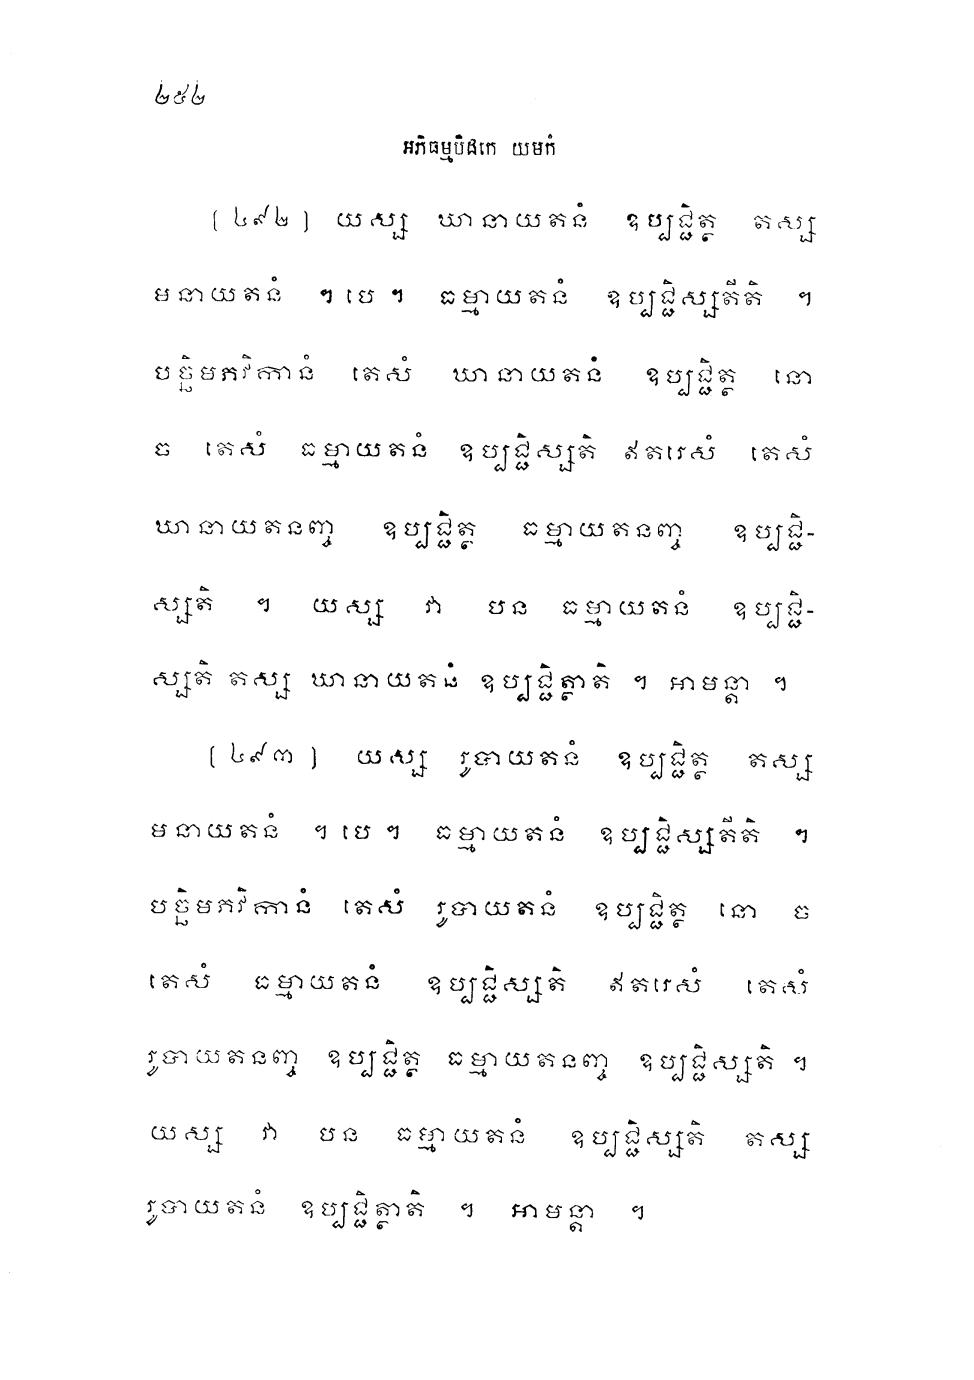 ២៥២
អភិធម្មបិដកេ យមកំ
(៤៩២) យស្ស ឃានាយតនំ ឧប្បជ្ជិត្ថ តស្ស
មនាយតនំ ។ បេ ។ ធម្មាយតនំ ឧប្បជ្ជិស្សតីតិ ។
បច្ឆិមភវិកានំ តេសំ ឃានាយតនំ ឧប្បជ្ជិត្ថ នោ
ច តេសំ ធម្មាយតនំ ឧប្បជ្ជិស្សតិ ឥតរេសំ តេសំ
ឃានាយតនញ្ច ឧប្បជ្ជិត្ថ ធម្មាយតនញ្ច ឧប្បជ្ជិ-
ស្សតិ ។ យស្ស វា បន ធម្មាយតនំ ឧប្បជ្ជិ-
ស្សតិ តស្ស ឃានាយតនំ ឧប្បជ្ជិត្ថាតិ ។ អាមន្តា ។
(៤៩៣) យស្ស រូបាយតនំ ឧប្បជ្ជិត្ថ តស្ស
មនាយតនំ ។ បេ ។ ធម្មាយតនំ ឧប្បជ្ជិស្សតីតិ ។
បច្ឆិមភវិកានំ តេសំ រូបាយតនំ ឧប្បជ្ជិត្ថ នោ ច
តេសំ ធម្មាយតនំ ឧប្បជ្ជិស្សតិ ឥតរេសំ តេសំ
រូបាយតនញ្ច ឧប្បជ្ជិត្ថ ធម្មាយតនញ្ច ឧប្បជ្ជិស្សតិ ។
យស្ស វា បន ធម្មាយតនំ ឧប្បជ្ជិស្សតិ តស្ស
រូបាយតនំ ឧប្បជ្ជិត្ថាតិ ។ អាមន្តា ។